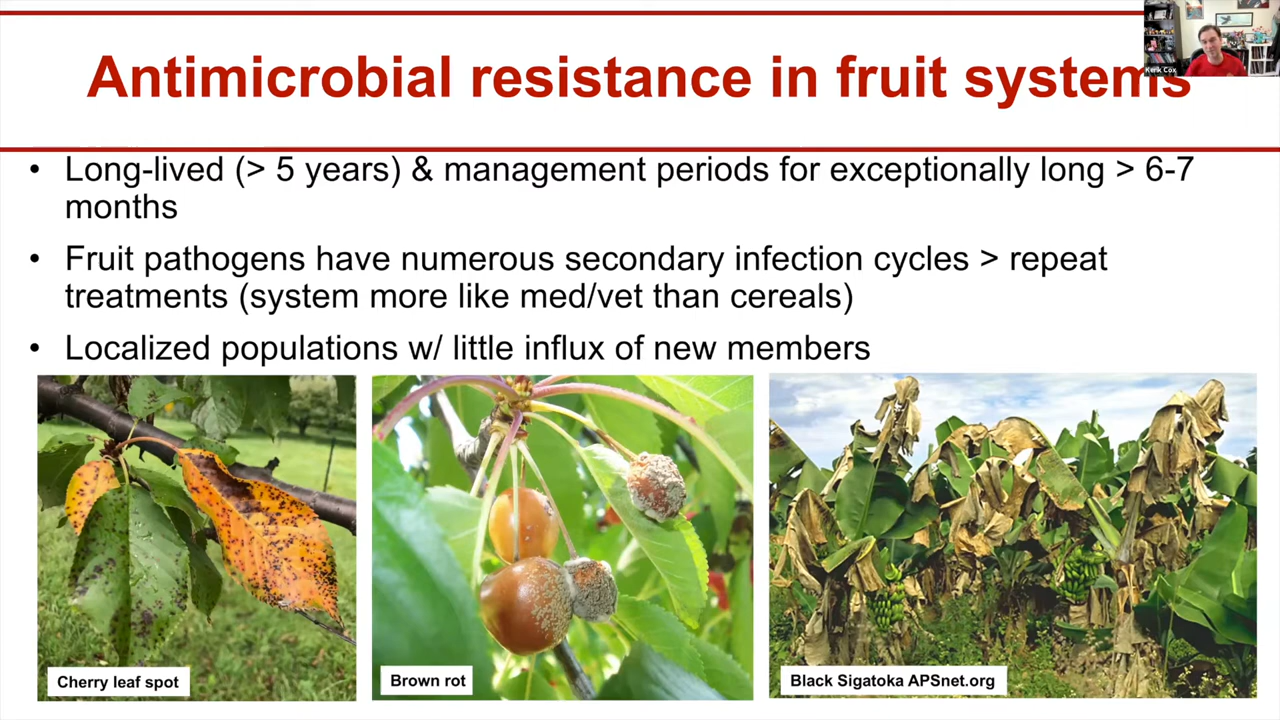 Antimicrobial resistance in fruit systems
Kerik Cox
• Long-lived (> 5 years) & management periods for exceptionally long > 6-7
months
• Fruit pathogens have numerous secondary infection cycles > repeat
treatments (system more like med/vet than cereals)
• Localized populations w/ little influx of new members
Cherry leaf spot
Brown rot
Black Sigatoka APSnet.org